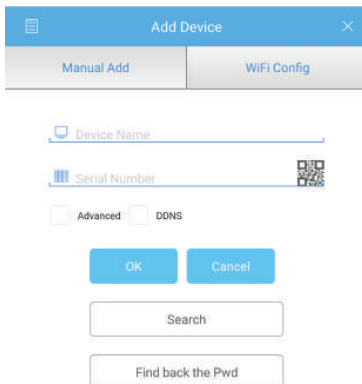 Add Device
Manual Add WiFi Config
Device Name
Serial Number
Advanced DDNS
OK Cancel
Search
Find back the Pwd